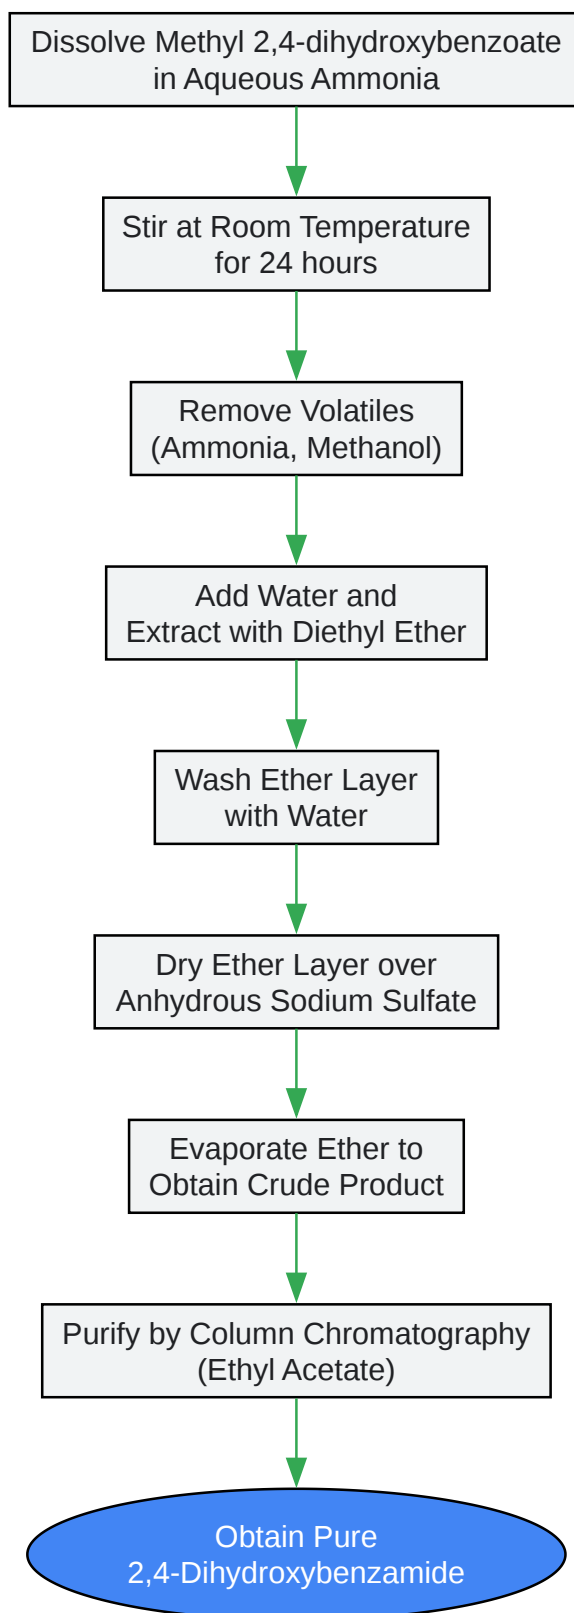 Dissolve Methyl 2,4-dihydroxybenzoate
in Aqueous Ammonia
Stir at Room Temperature
for 24 hours
Remove Volatiles
(Ammonia, Methanol)
Add Water and
Extract with Diethyl Ether
Wash Ether Layer
with Water
Dry Ether Layer over
Anhydrous Sodium Sulfate
Evaporate Ether to
Obtain Crude Product
Purify by Column Chromatography
(Ethyl Acetate)
Obtain Pure
2,4-Dihydroxybenzamide